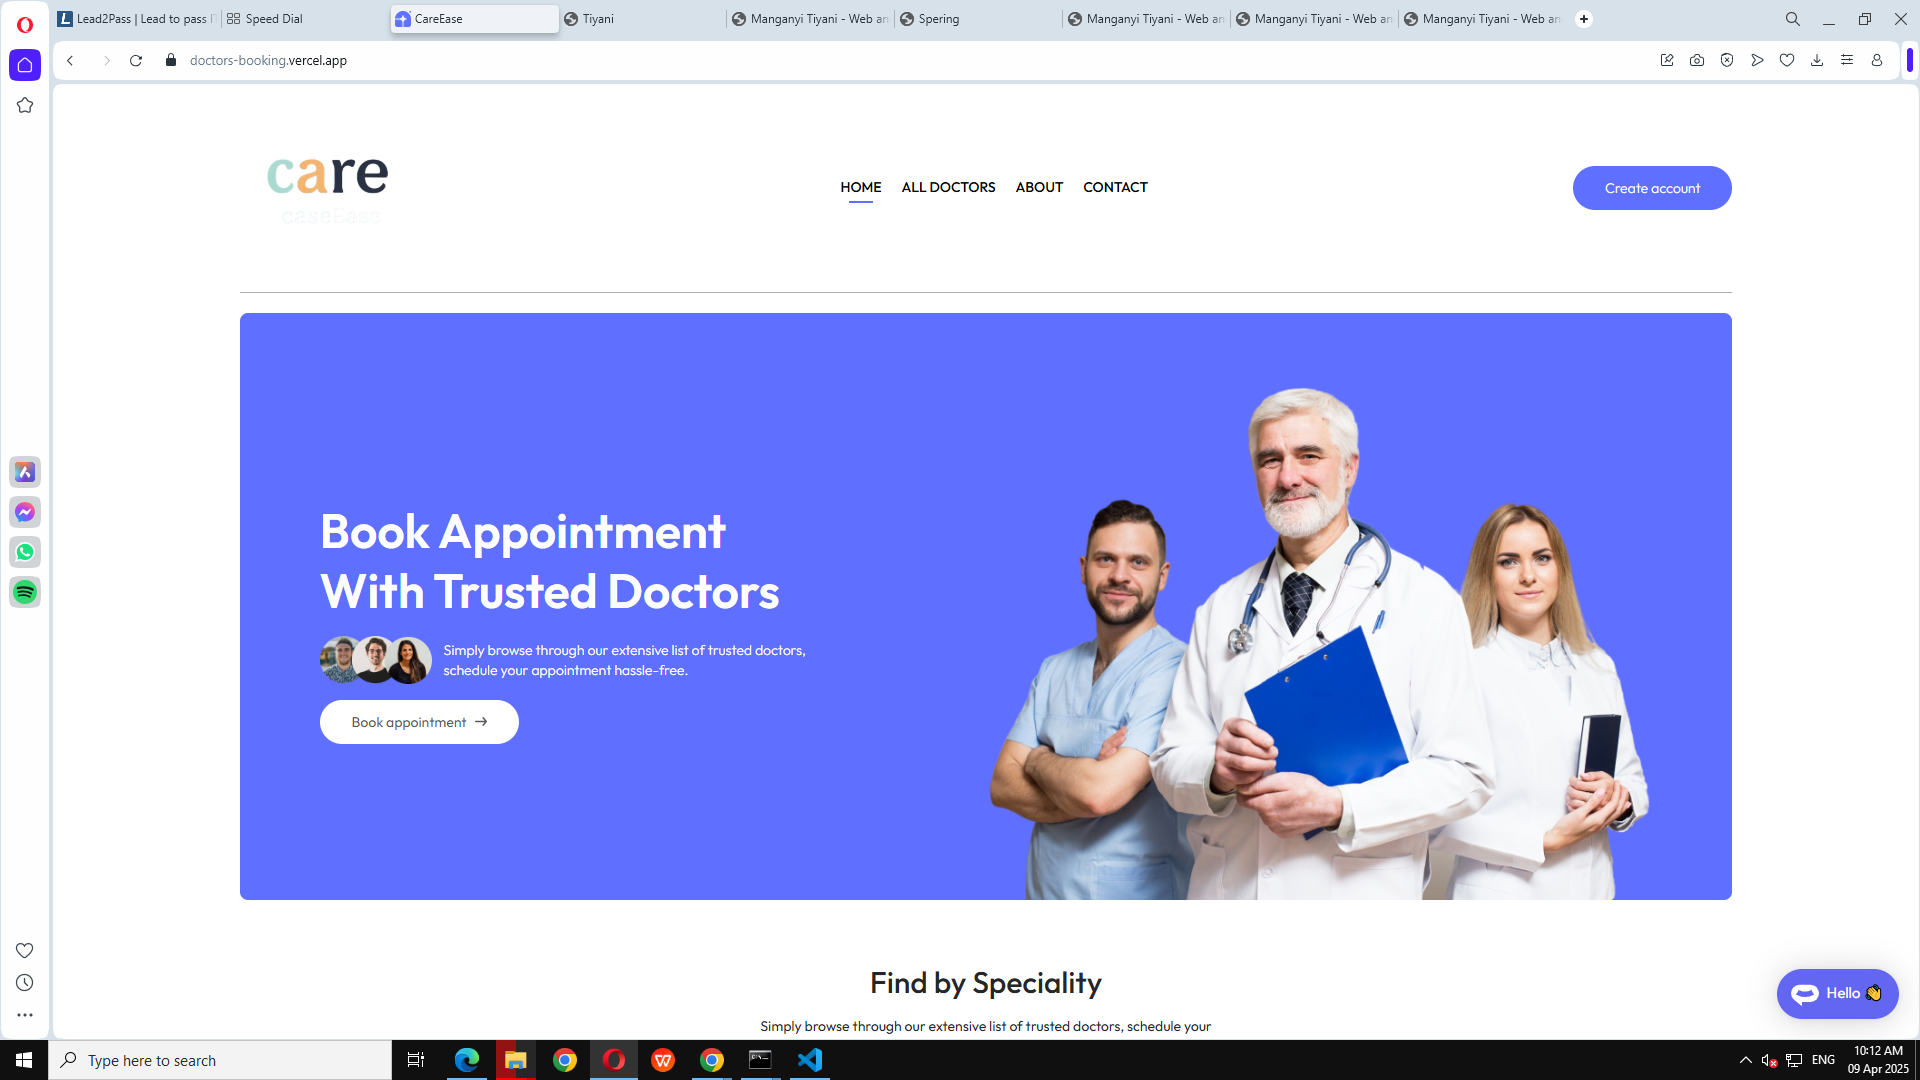 Lead2Pass | Lead to pass I
Speed Dial
CareEase
Tiyani
Manganyi Tiyani - Web an
Spering
Manganyi Tiyani - Web an
Manganyi Tiyani - Web an
Manganyi Tiyani - Web an
doctors-booking.vercel.app
care
caseEase
HOME
ALL DOCTORS
ABOUT
CONTACT
Create account
Book Appointment
With Trusted Doctors
Simply browse through our extensive list of trusted doctors,
schedule your appointment hassle-free.
Book appointment →
Find by Speciality
Simply browse through our extensive list of trusted doctors, schedule your
Hello 👋
Type here to search
ENG
10:12 AM
09 Apr 2025